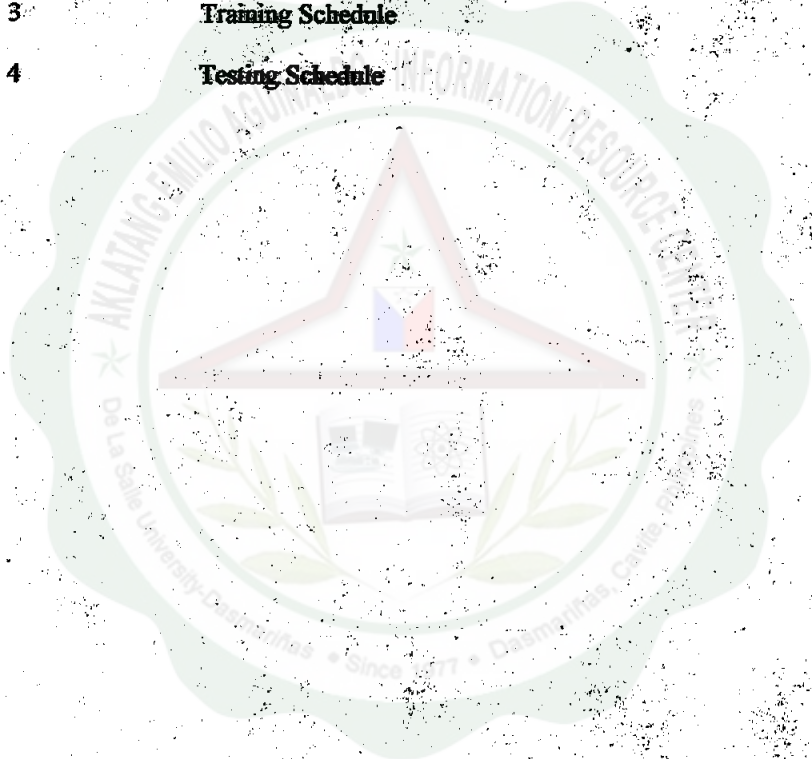 3 Training Schedule
4 Testing Schedule
AKLATANG EMILIO AGUINALDO - INFORMATION RESOURCE CENTER
De La Salle University-Dasmariñas • Since 1977 • Dasmariñas, Cavite, Philippines